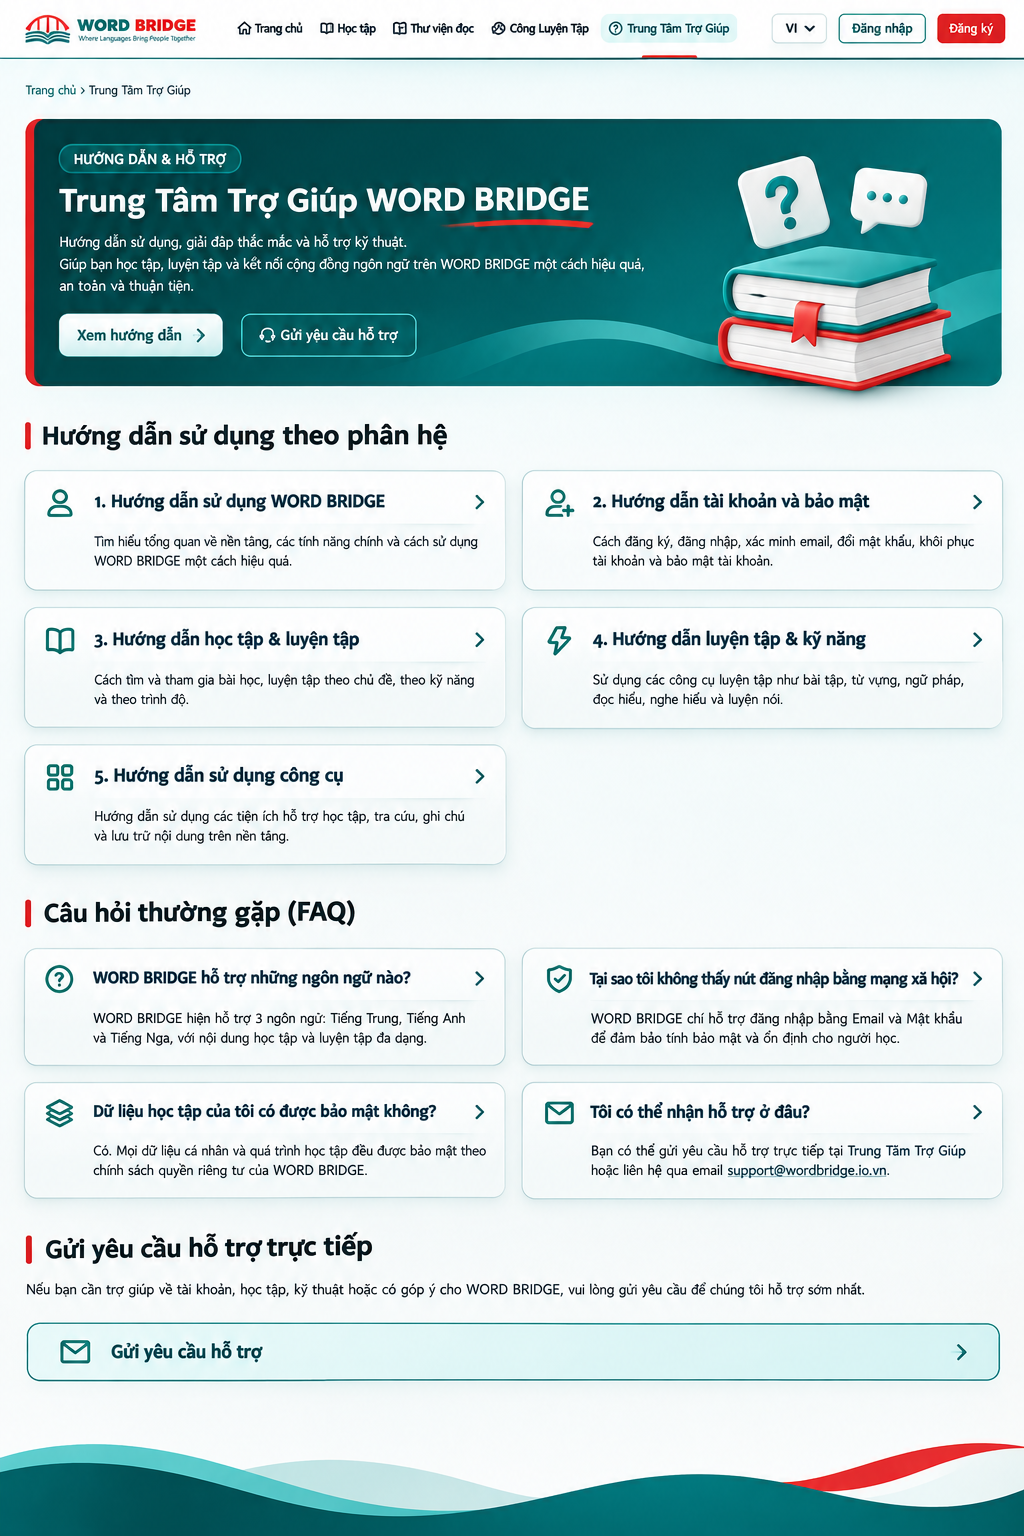 WORD BRIDGE
Where Languages Bring People Together
Trang chủ
Học tập
Thư viện đọc
Cổng Luyện Tập
Trung Tâm Trợ Giúp
VI
Đăng nhập
Đăng ký
Trang chủ › Trung Tâm Trợ Giúp
HƯỚNG DẪN & HỖ TRỢ
Trung Tâm Trợ Giúp WORD BRIDGE
Hướng dẫn sử dụng, giải đáp thắc mắc và hỗ trợ kỹ thuật.
Giúp bạn học tập, luyện tập và kết nối cộng đồng ngôn ngữ trên WORD BRIDGE một cách hiệu quả,
an toàn và thuận tiện.
Xem hướng dẫn
Gửi yêu cầu hỗ trợ
?
Hướng dẫn sử dụng theo phân hệ
1. Hướng dẫn sử dụng WORD BRIDGE
Tìm hiểu tổng quan về nền tảng, các tính năng chính và cách sử dụng
WORD BRIDGE một cách hiệu quả.
2. Hướng dẫn tài khoản và bảo mật
Cách đăng ký, đăng nhập, xác minh email, đổi mật khẩu, khôi phục
tài khoản và bảo mật tài khoản.
3. Hướng dẫn học tập & luyện tập
Cách tìm và tham gia bài học, luyện tập theo chủ đề, theo kỹ năng
và theo trình độ.
4. Hướng dẫn luyện tập & kỹ năng
Sử dụng các công cụ luyện tập như bài tập, từ vựng, ngữ pháp,
đọc hiểu, nghe hiểu và luyện nói.
5. Hướng dẫn sử dụng công cụ
Hướng dẫn sử dụng các tiện ích hỗ trợ học tập, tra cứu, ghi chú
và lưu trữ nội dung trên nền tảng.
Câu hỏi thường gặp (FAQ)
WORD BRIDGE hỗ trợ những ngôn ngữ nào?
WORD BRIDGE hiện hỗ trợ 3 ngôn ngữ: Tiếng Trung, Tiếng Anh
và Tiếng Nga, với nội dung học tập và luyện tập đa dạng.
Tại sao tôi không thấy nút đăng nhập bằng mạng xã hội?
WORD BRIDGE chỉ hỗ trợ đăng nhập bằng Email và Mật khẩu
để đảm bảo tính bảo mật và ổn định cho người học.
Dữ liệu học tập của tôi có được bảo mật không?
Có. Mọi dữ liệu cá nhân và quá trình học tập đều được bảo mật theo
chính sách quyền riêng tư của WORD BRIDGE.
Tôi có thể nhận hỗ trợ ở đâu?
Bạn có thể gửi yêu cầu hỗ trợ trực tiếp tại Trung Tâm Trợ Giúp
hoặc liên hệ qua email support@wordbridge.io.vn.
Gửi yêu cầu hỗ trợ trực tiếp
Nếu bạn cần trợ giúp về tài khoản, học tập, kỹ thuật hoặc có góp ý cho WORD BRIDGE, vui lòng gửi yêu cầu để chúng tôi hỗ trợ sớm nhất.
Gửi yêu cầu hỗ trợ